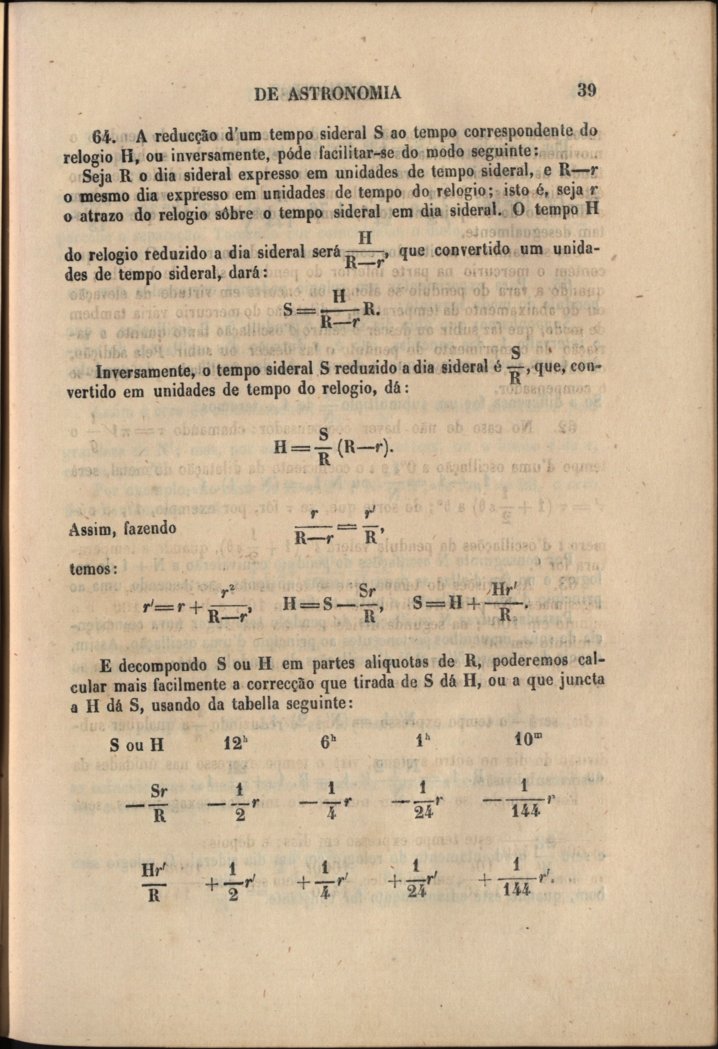 DE ASTRONOMIA 39
64. A reducção d'um tempo sideral S ao tempo correspondente do
relogio H, ou inversamente, póde facilitar-se do modo seguinte:
Seja R o dia sideral expresso em unidades de tempo sideral, e R—r
o mesmo dia expresso em unidades de tempo do relogio; isto é, seja r
o atrazo do relogio sôbre o tempo sideral em dia sideral. O tempo H
do relogio reduzido a dia sideral será H/(R—r), que convertido um unida-
des de tempo sideral, dará:
S = H/(R—r) R.
Inversamente, o tempo sideral S reduzido a dia sideral é S/R, que, con-
vertido em unidades de tempo do relogio, dá:
H = S/R (R—r).
Assim, fazendo r/(R—r) = r'/R,
temos:
r' = r + r²/(R—r), H = S — Sr/R, S = H + Hr'/R.
E decompondo S ou H em partes aliquotas de R, poderemos cal-
cular mais facilmente a correcção que tirada de S dá H, ou a que juncta
a H dá S, usando da tabella seguinte:
S ou H 12ʰ 6ʰ 1ʰ 10ᵐ
— Sr/R — 1/2 r — 1/4 r — 1/24 r — 1/144 r
Hr'/R + 1/2 r' + 1/4 r' + 1/24 r' + 1/144 r'.